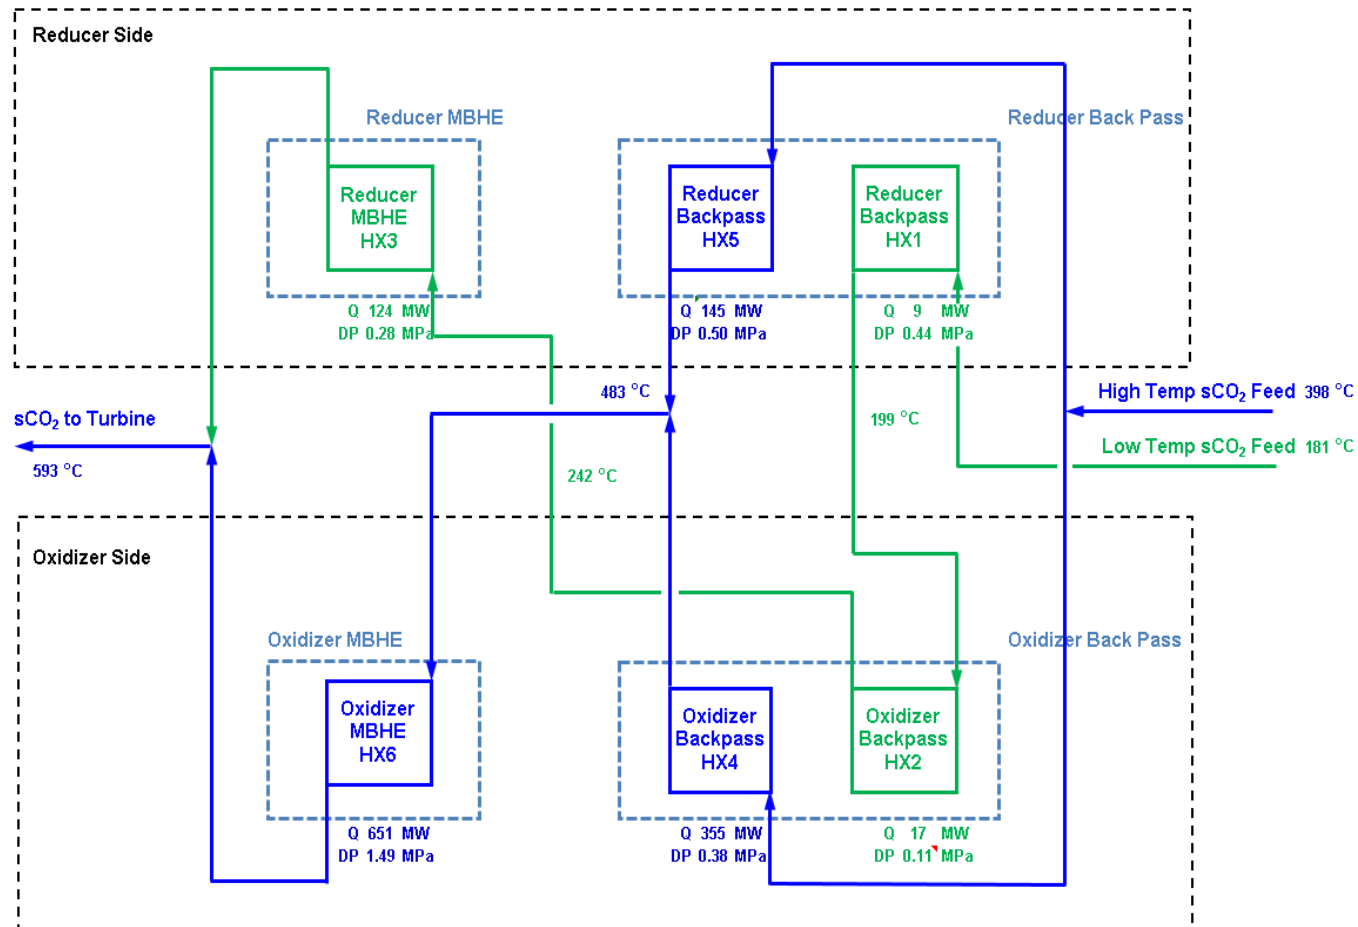 Reducer Side
Reducer MBHE
Reducer Back Pass
Reducer
MBHE
HX3
Reducer
Backpass
HX5
Reducer
Backpass
HX1
Q 124 MW
DP 0.28 MPa
Q 145 MW
DP 0.50 MPa
Q 9 MW
DP 0.44 MPa
483 °C
High Temp sCO₂ Feed 398 °C
sCO₂ to Turbine
199 °C
Low Temp sCO₂ Feed 181 °C
593 °C
242 °C
Oxidizer Side
Oxidizer MBHE
Oxidizer Back Pass
Oxidizer
MBHE
HX6
Oxidizer
Backpass
HX4
Oxidizer
Backpass
HX2
Q 651 MW
DP 1.49 MPa
Q 355 MW
DP 0.38 MPa
Q 17 MW
DP 0.11 MPa